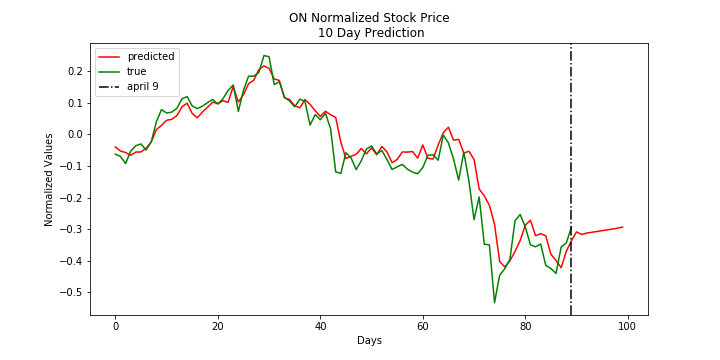 ON Normalized Stock Price
10 Day Prediction
predicted
true
april 9
Normalized Values
0.2
0.1
0.0
−0.1
−0.2
−0.3
−0.4
−0.5
0 20 40 60 80 100
Days